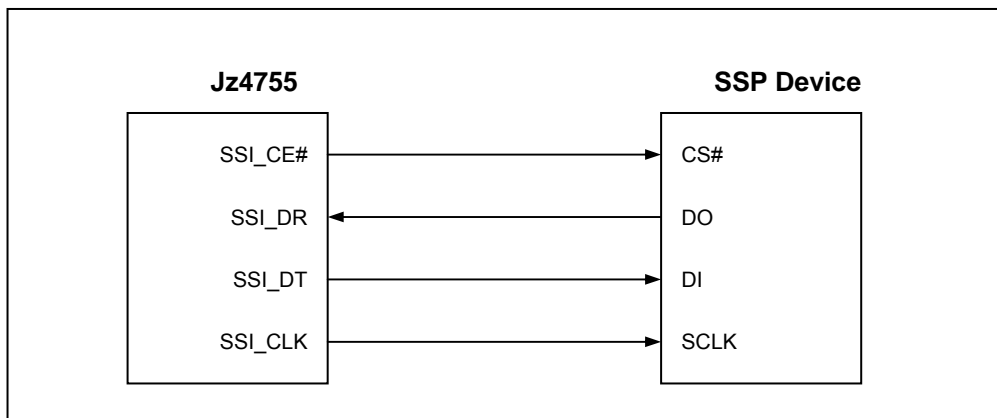 Jz4755 SSP Device
SSI_CE# CS#
SSI_DR DO
SSI_DT DI
SSI_CLK SCLK